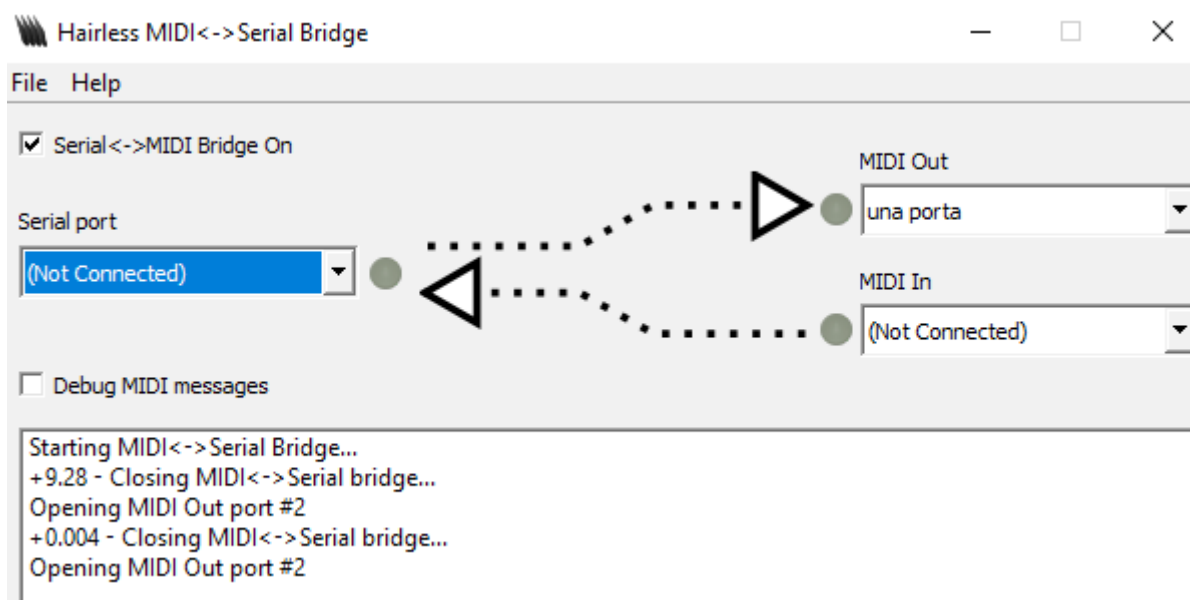 Hairless MIDI<->Serial Bridge
File Help
Serial<->MIDI Bridge On
MIDI Out
una porta
Serial port
(Not Connected)
MIDI In
(Not Connected)
Debug MIDI messages
Starting MIDI<->Serial Bridge...
+9.28 - Closing MIDI<->Serial bridge...
Opening MIDI Out port #2
+0.004 - Closing MIDI<->Serial bridge...
Opening MIDI Out port #2